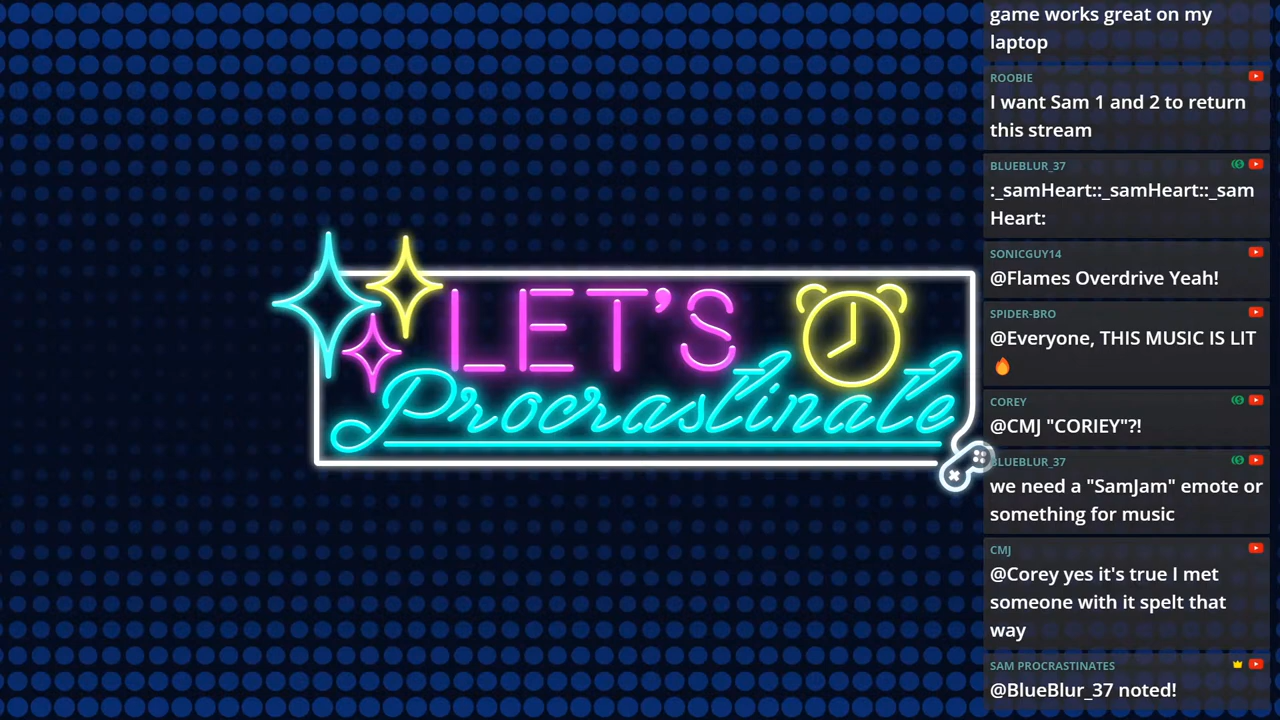 LET'S
Procrastinate
game works great on my
laptop
ROOBIE
I want Sam 1 and 2 to return
this stream
BLUEBLUR_37
:_samHeart::_samHeart::_sam
Heart:
SONICGUY14
@Flames Overdrive Yeah!
SPIDER-BRO
@Everyone, THIS MUSIC IS LIT
🔥
COREY
@CMJ "CORIEY"?!
BLUEBLUR_37
we need a "SamJam" emote or
something for music
CMJ
@Corey yes it's true I met
someone with it spelt that
way
SAM PROCRASTINATES
@BlueBlur_37 noted!